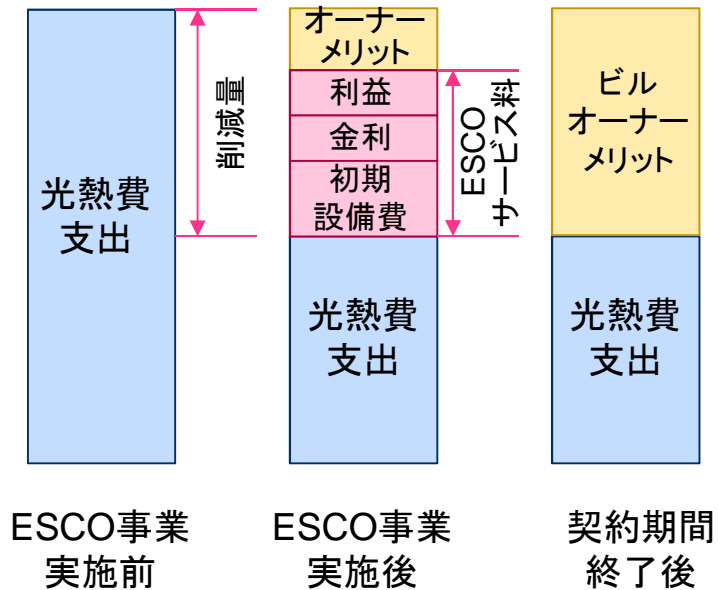 光熱費
支出
削減量
オーナー
メリット
利益
金利
初期
設備費
ESCO
サービス料
光熱費
支出
ビル
オーナー
メリット
光熱費
支出
ESCO事業
実施前
ESCO事業
実施後
契約期間
終了後